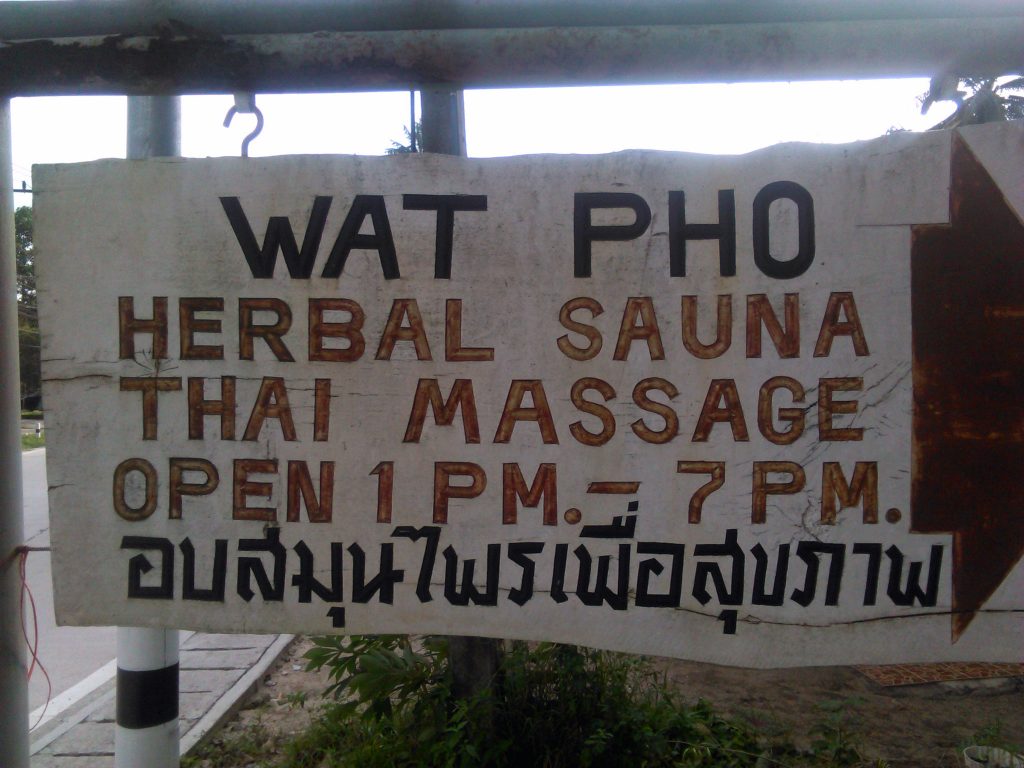 WAT PHO
HERBAL SAUNA
THAI MASSAGE
OPEN 1 PM. - 7 PM.
อบสมุนไพรเพื่อสุขภาพ